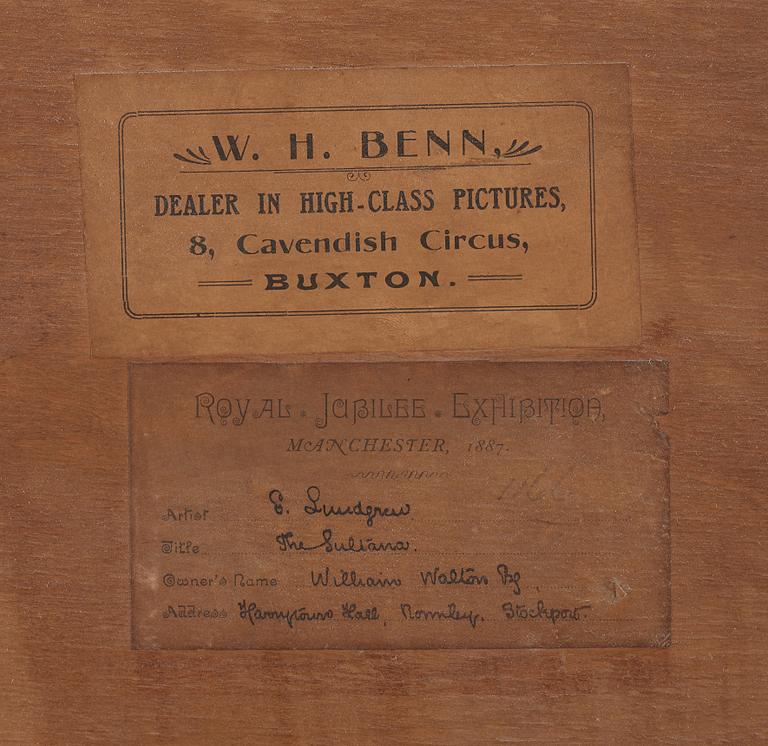 W. H. BENN,
DEALER IN HIGH-CLASS PICTURES,
8, Cavendish Circus,
BUXTON.
ROYAL . JUBILEE . EXHIBITION,
MANCHESTER, 1887.
Artist E. Lundgren
Title The Sultana.
Owner's Name William Walton
Address Harrytown Hall, Romiley. Stockport.